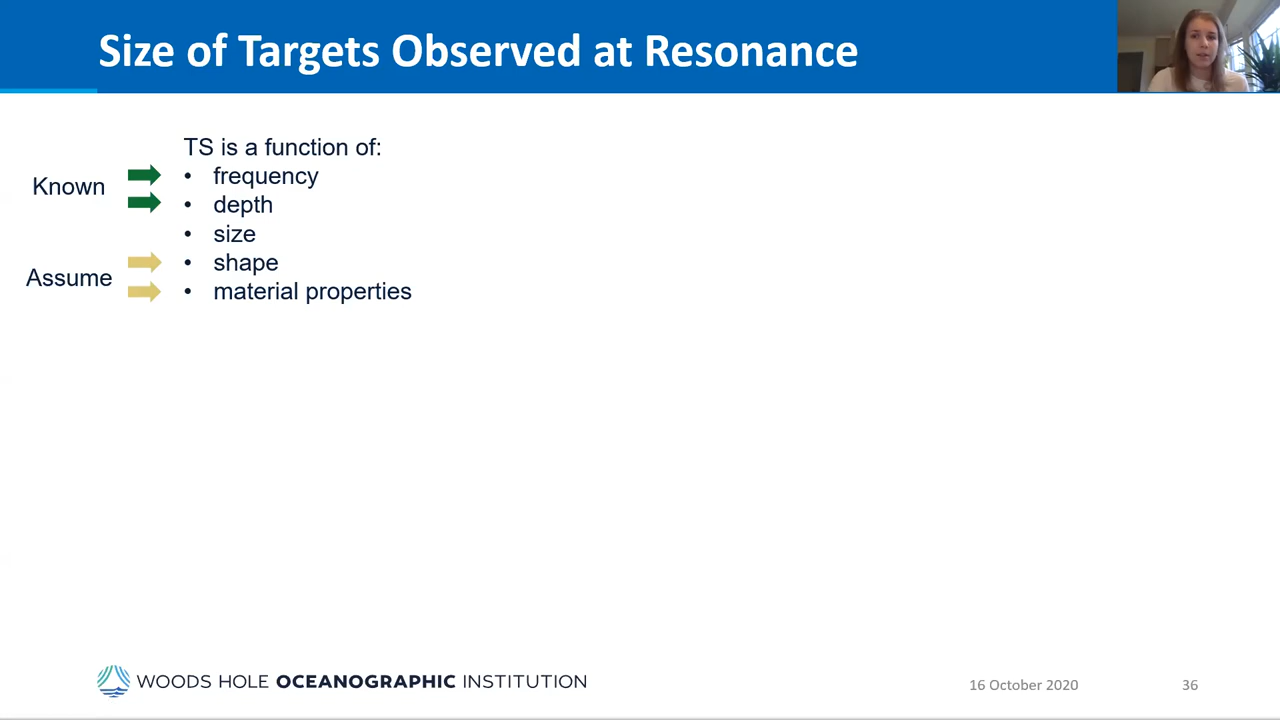 Size of Targets Observed at Resonance
TS is a function of:
Known
• frequency
• depth
• size
Assume
• shape
• material properties
WOODS HOLE OCEANOGRAPHIC INSTITUTION
16 October 2020
36